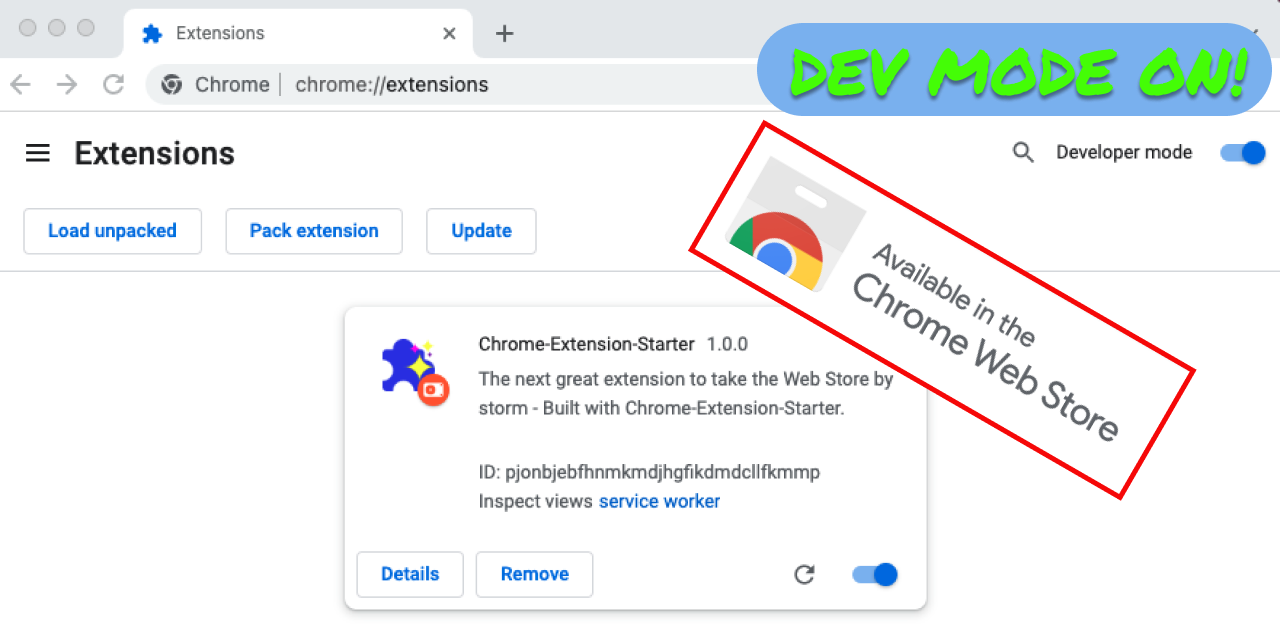 Extensions
DEV MODE ON!
Chrome
chrome://extensions
Extensions
Developer mode
Load unpacked
Pack extension
Update
Available in the
Chrome Web Store
Chrome-Extension-Starter 1.0.0
The next great extension to take the Web Store by
storm - Built with Chrome-Extension-Starter.
ID: pjonbjebfhnmkmdjhgfikdmdcllfkmmp
Inspect views service worker
Details
Remove